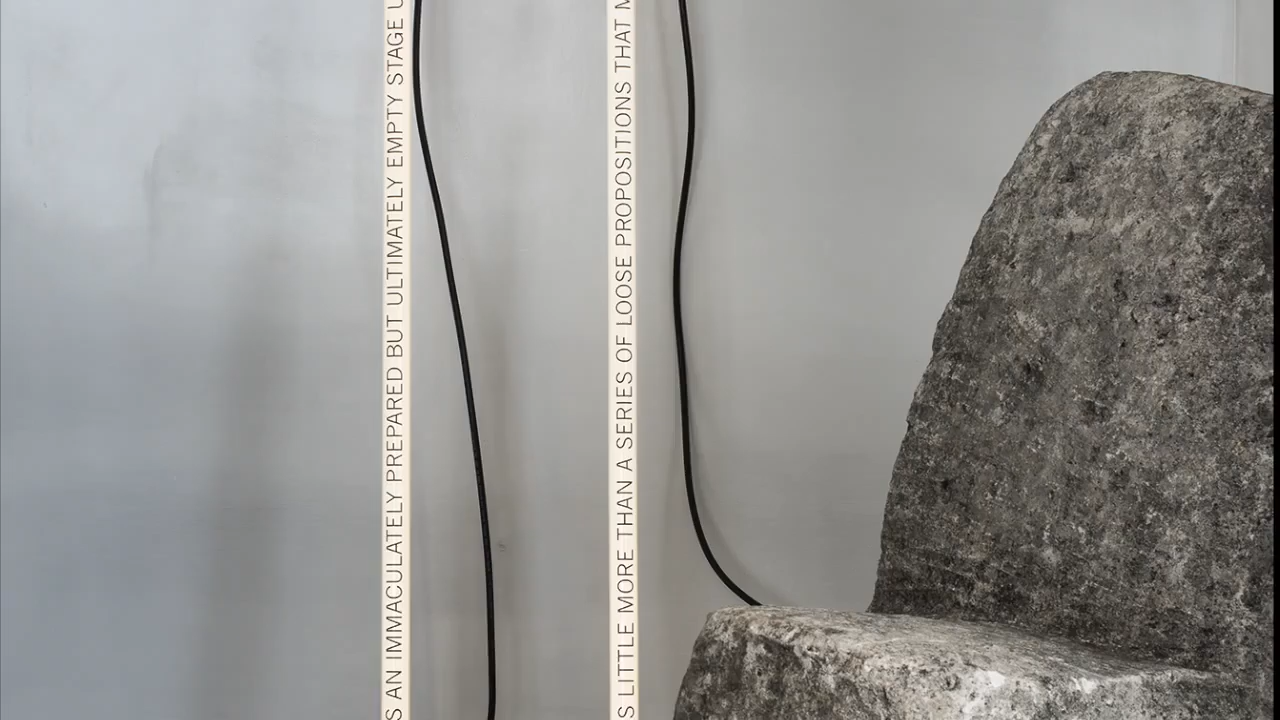 S AN IMMACULATELY PREPARED BUT ULTIMATELY EMPTY STAGE U
S LITTLE MORE THAN A SERIES OF LOOSE PROPOSITIONS THAT M